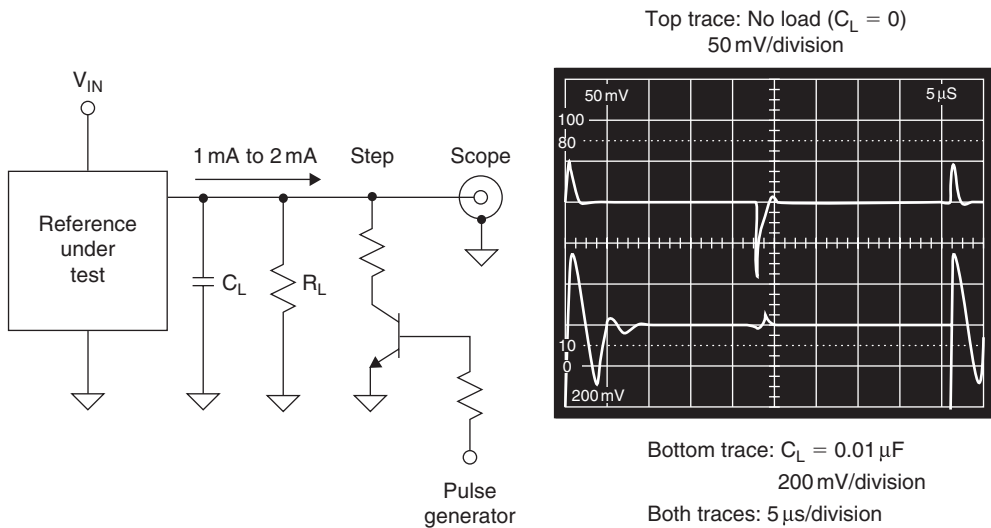 Top trace: No load (C_L = 0)
50 mV/division
V_IN
1 mA to 2 mA
Step
Scope
Reference
under
test
C_L
R_L
Pulse
generator
50 mV
5 μS
100
80
10
0
200 mV
Bottom trace: C_L = 0.01 μF
200 mV/division
Both traces: 5 μs/division